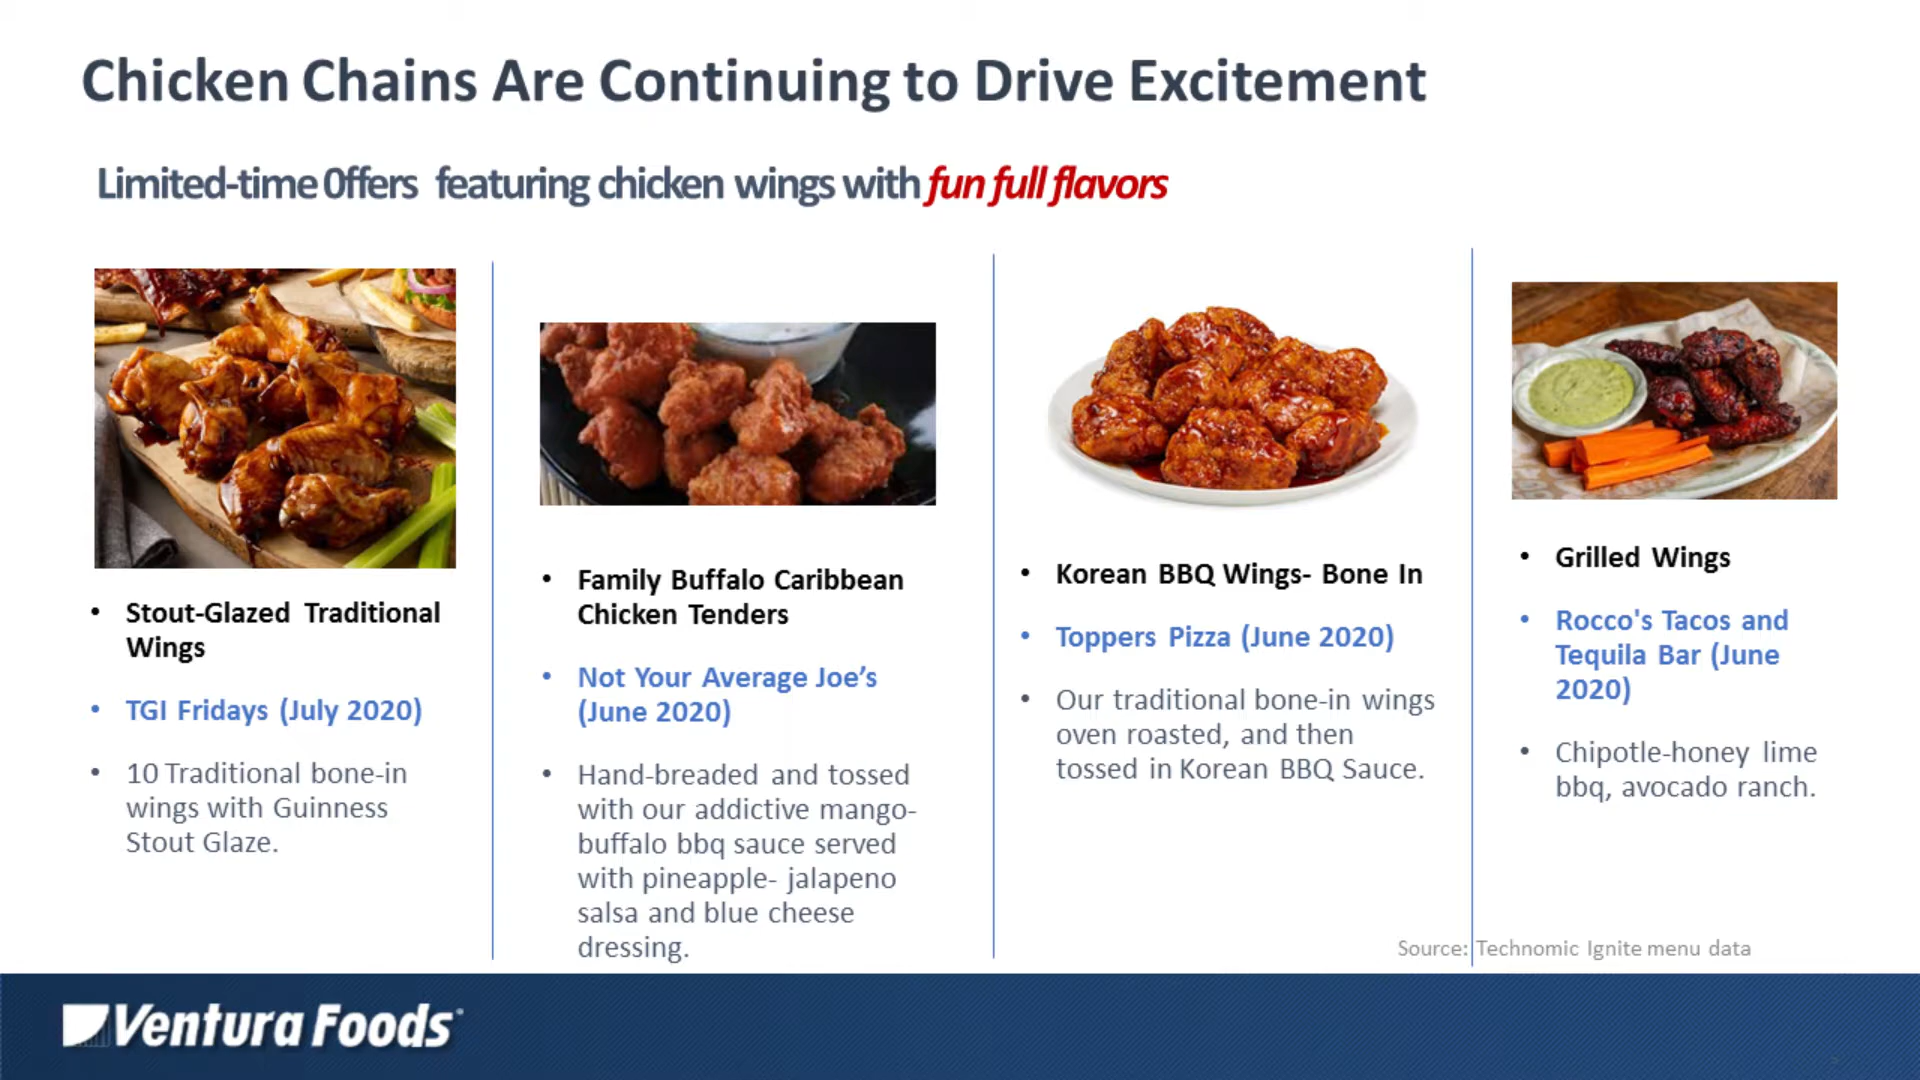 Chicken Chains Are Continuing to Drive Excitement
Limited-time 0ffers featuring chicken wings with fun full flavors
• Stout-Glazed Traditional
Wings
• TGI Fridays (July 2020)
• 10 Traditional bone-in
wings with Guinness
Stout Glaze.
• Family Buffalo Caribbean
Chicken Tenders
• Not Your Average Joe’s
(June 2020)
• Hand-breaded and tossed
with our addictive mango-
buffalo bbq sauce served
with pineapple- jalapeno
salsa and blue cheese
dressing.
• Korean BBQ Wings- Bone In
• Toppers Pizza (June 2020)
• Our traditional bone-in wings
oven roasted, and then
tossed in Korean BBQ Sauce.
• Grilled Wings
• Rocco's Tacos and
Tequila Bar (June
2020)
• Chipotle-honey lime
bbq, avocado ranch.
Source: Technomic Ignite menu data
Ventura Foods